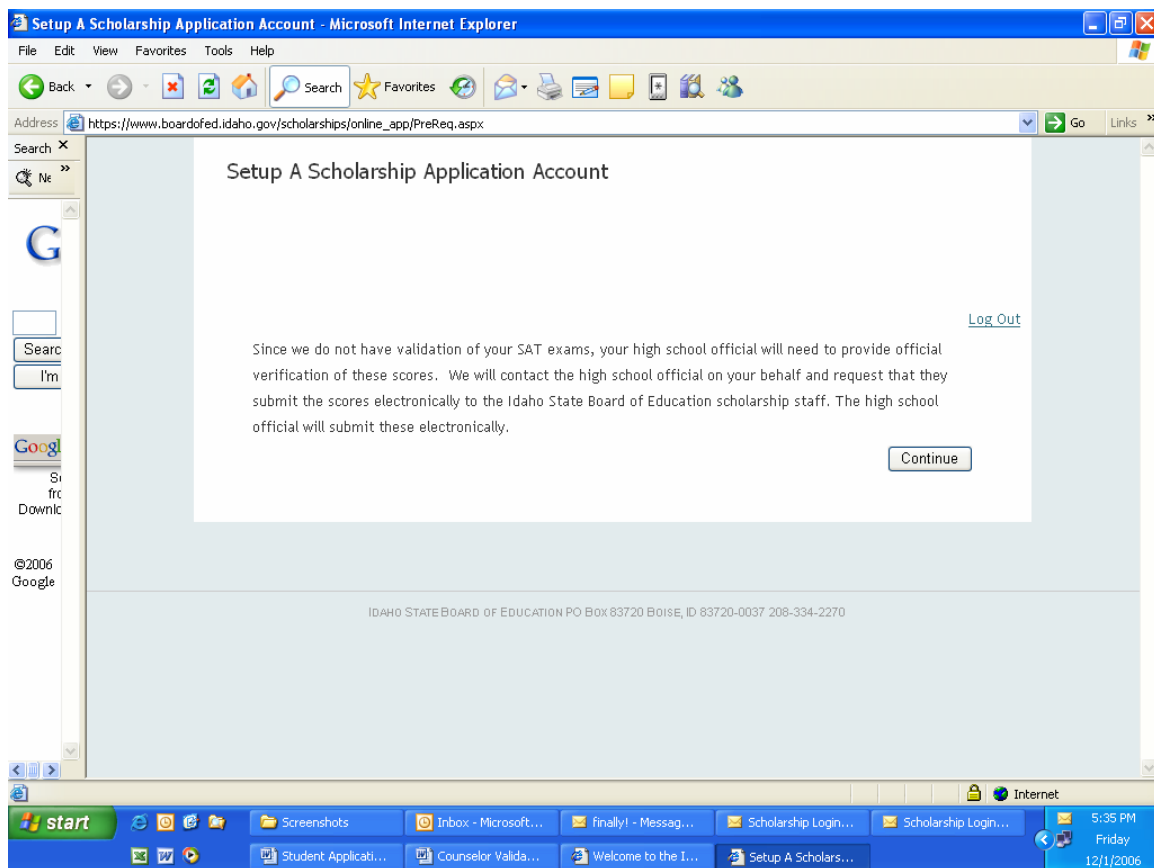 Setup A Scholarship Application Account - Microsoft Internet Explorer
File Edit View Favorites Tools Help
Back Search Favorites
Address https://www.boardofed.idaho.gov/scholarships/online_app/PreReq.aspx Go Links »
Search ×
»
Setup A Scholarship Application Account
G
Log Out
Searc
I'm
Since we do not have validation of your SAT exams, your high school official will need to provide official
verification of these scores. We will contact the high school official on your behalf and request that they
submit the scores electronically to the Idaho State Board of Education scholarship staff. The high school
official will submit these electronically.
Continue
Googl
fro
Downlc
©2006
Google
IDAHO STATE BOARD OF EDUCATION PO BOX 83720 BOISE, ID 83720-0037 208-334-2270
Internet
start Screenshots Inbox - Microsoft... finally! - Messag... Scholarship Login... Scholarship Login... 5:35 PM
Friday
Student Applicati... Counselor Valida... Welcome to the I... Setup A Scholars... 12/1/2006